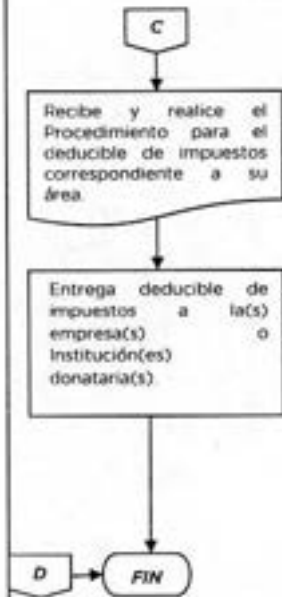 C
Recibe y realice el
Procedimiento para el
deducible de impuestos
correspondiente a su
área.
Entrega deducible de
impuestos a la(s)
empresa(s) o
Institución(es)
donataria(s).
D
FIN